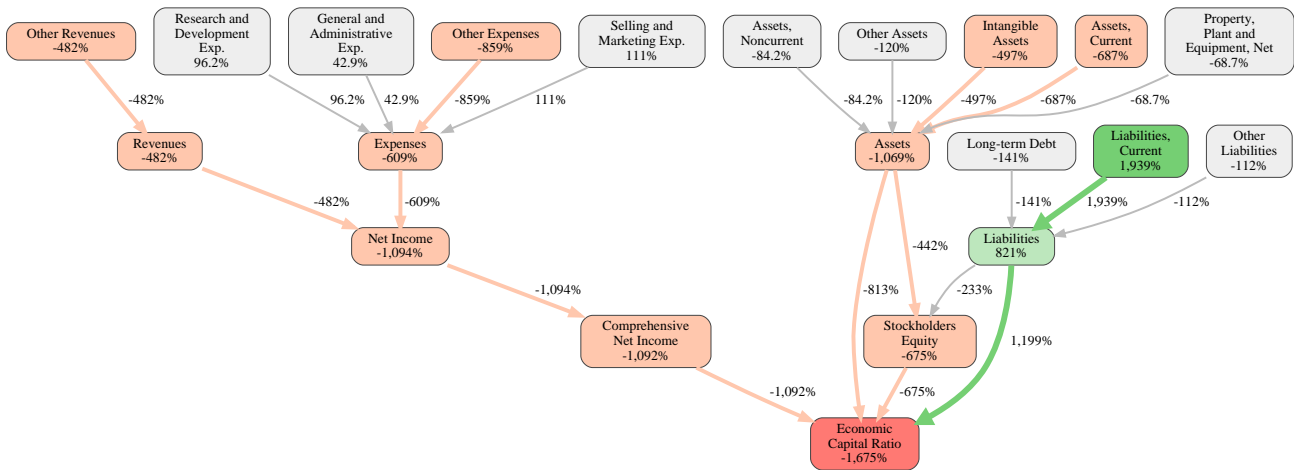 Other Revenues
-482%
Research and
Development
Exp.
96.2%
General and
Administrative
Exp.
42.9%
Other Expenses
-859%
Selling and
Marketing Exp.
111%
Assets,
Noncurrent
-84.2%
Other Assets
-120%
Intangible
Assets
-497%
Assets,
Current
-687%
Property,
Plant and
Equipment, Net
-68.7%
-482%
96.2%
42.9%
-859%
111%
-84.2%
-120%
-497%
-687%
-68.7%
Revenues
-482%
Expenses
-609%
Assets
-1,069%
Long-term Debt
-141%
Liabilities,
Current
1,939%
Other
Liabilities
-112%
-482%
-609%
-141%
1,939%
-112%
Net Income
-1,094%
-442%
Liabilities
821%
-1,094%
-813%
-233%
Comprehensive
Net Income
-1,092%
Stockholders
Equity
-675%
1,199%
-1,092%
-675%
Economic
Capital Ratio
-1,675%